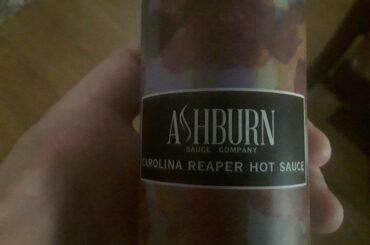 ASHBURN
SAUCE COMPANY
CAROLINA REAPER HOT SAUCE